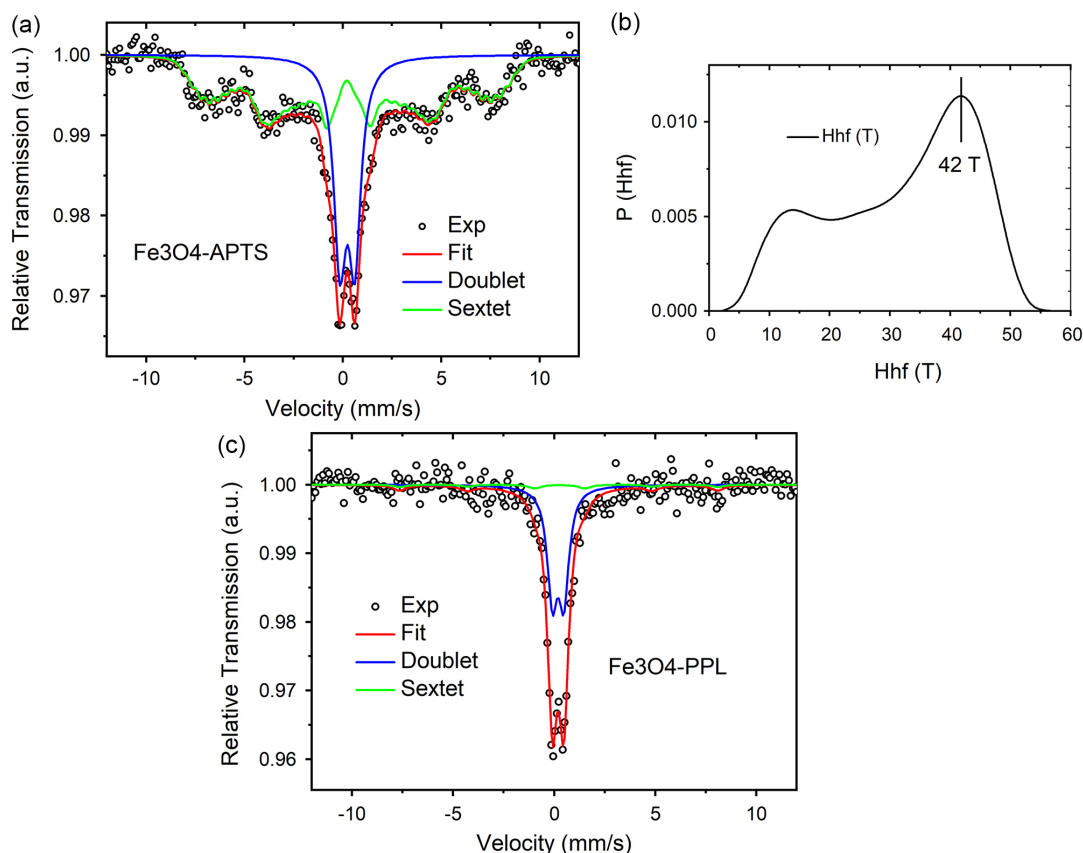 (a)
Relative Transmission (a.u.)
1.00
0.99
0.98
0.97
Fe3O4-APTS
Exp
Fit
Doublet
Sextet
-10 -5 0 5 10
Velocity (mm/s)
(b)
P (Hhf)
0.010
0.005
0.000
Hhf (T)
42 T
0 10 20 30 40 50 60
Hhf (T)
(c)
Relative Transmission (a.u.)
1.00
0.99
0.98
0.97
0.96
Exp
Fit
Doublet
Sextet
Fe3O4-PPL
-10 -5 0 5 10
Velocity (mm/s)